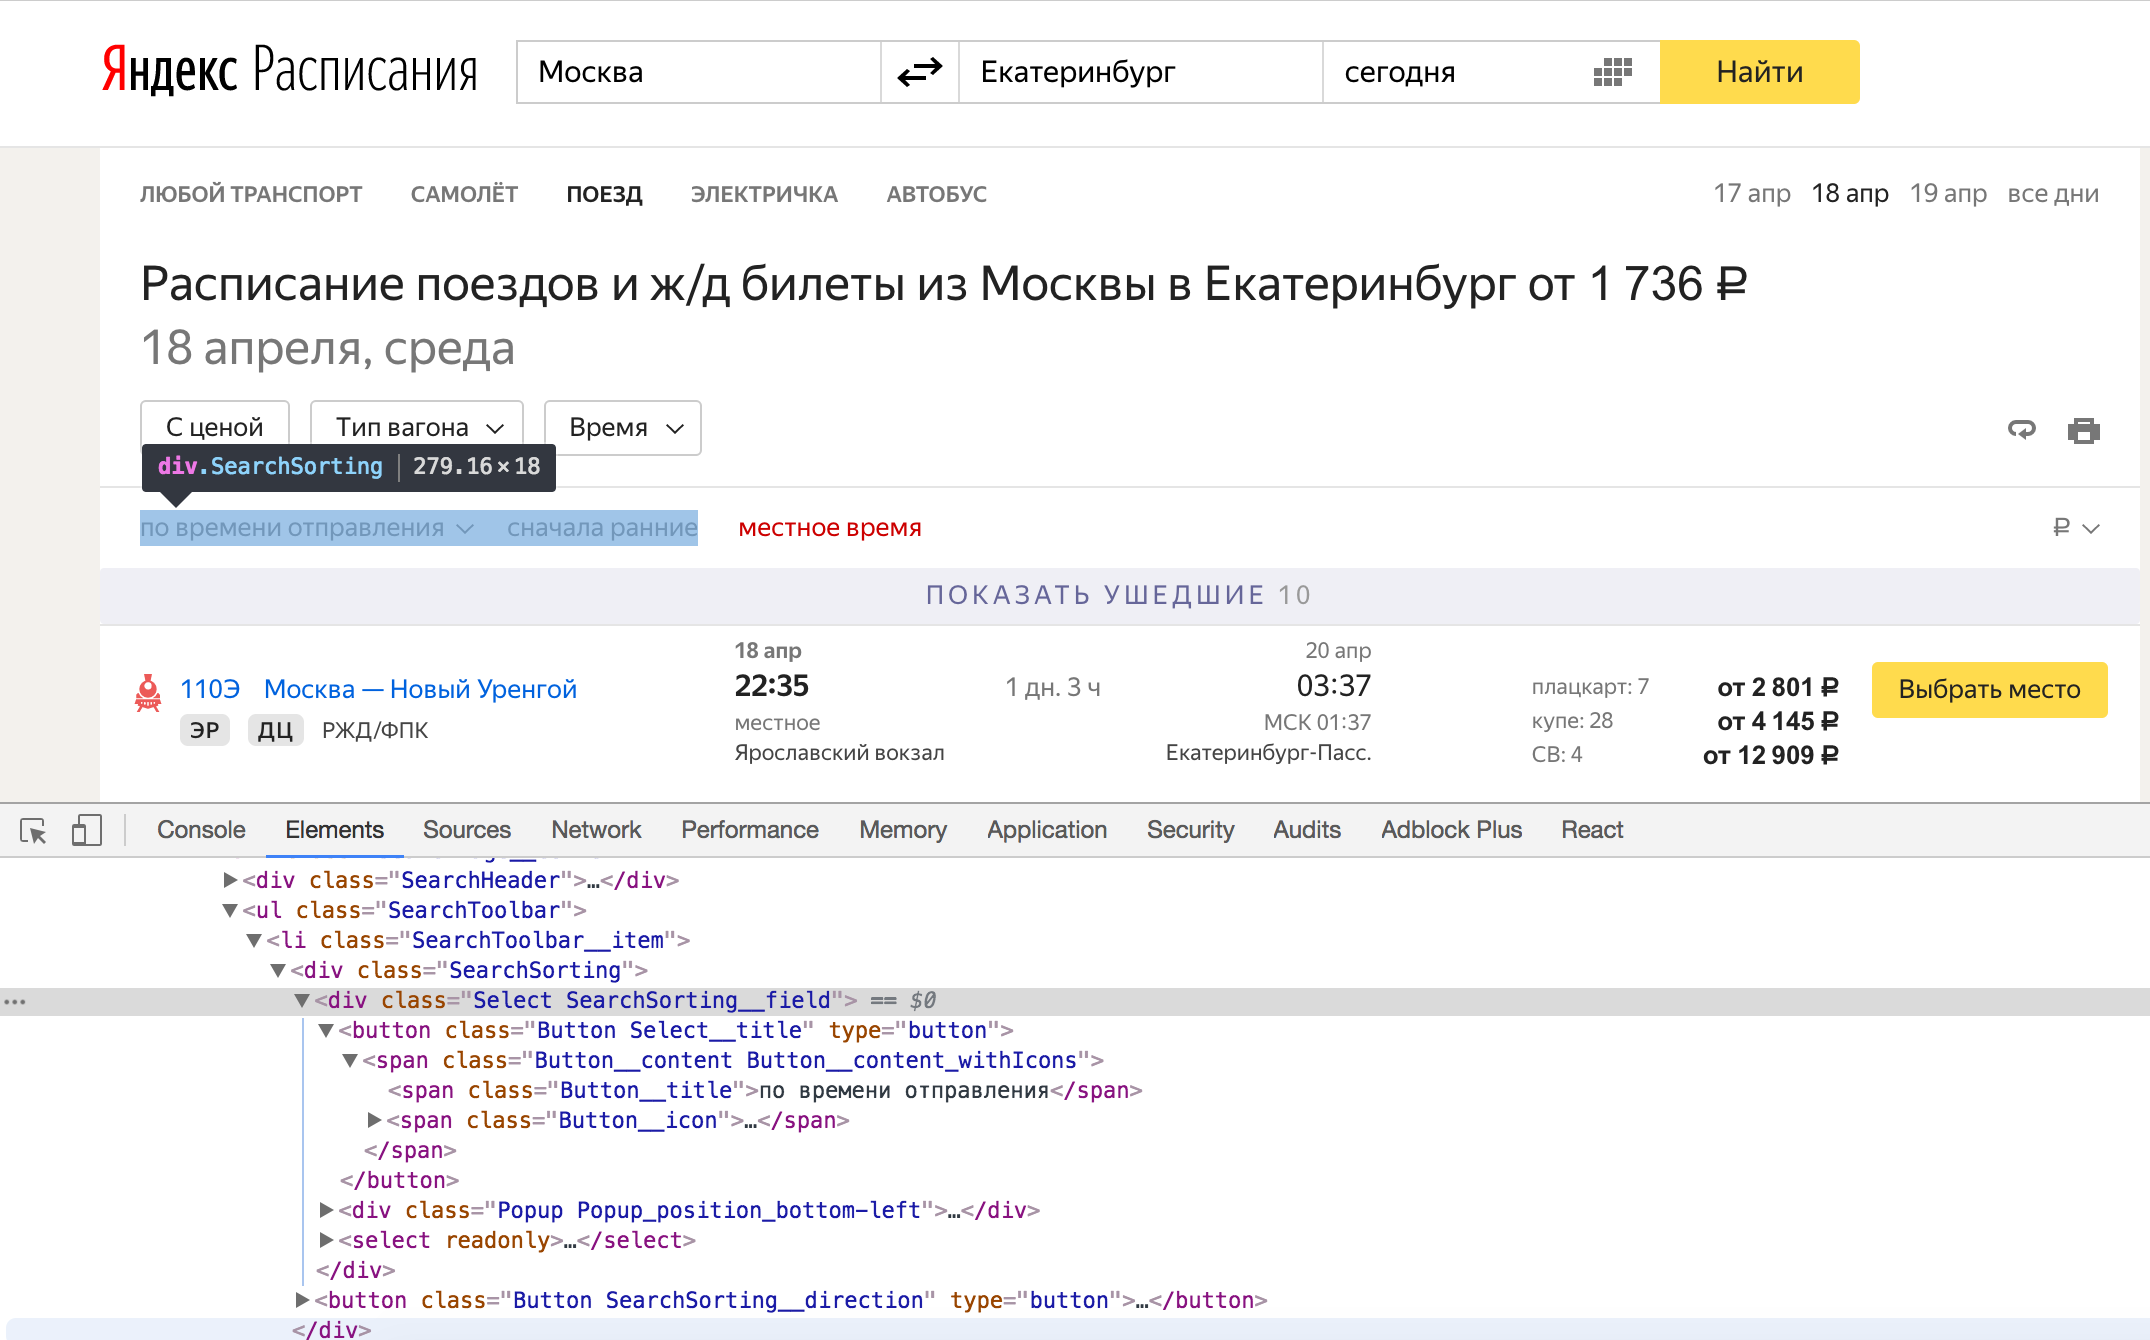 Яндекс Расписания
Москва
Екатеринбург
сегодня
Найти
ЛЮБОЙ ТРАНСПОРТ САМОЛЁТ ПОЕЗД ЭЛЕКТРИЧКА АВТОБУС
17 апр 18 апр 19 апр все дни
Расписание поездов и ж/д билеты из Москвы в Екатеринбург от 1 736 ₽
18 апреля, среда
С ценой
Тип вагона
Время
div.SearchSorting 279.16×18
по времени отправления сначала ранние местное время ₽
ПОКАЗАТЬ УШЕДШИЕ 10
18 апр 20 апр
110Э Москва — Новый Уренгой 22:35 1 дн. 3 ч 03:37 плацкарт: 7 от 2 801 ₽ Выбрать место
ЭР ДЦ РЖД/ФПК местное МСК 01:37 купе: 28 от 4 145 ₽
Ярославский вокзал Екатеринбург-Пасс. СВ: 4 от 12 909 ₽
Console Elements Sources Network Performance Memory Application Security Audits Adblock Plus React
▶<div class="SearchHeader">…</div>
▼<ul class="SearchToolbar">
▼<li class="SearchToolbar__item">
▼<div class="SearchSorting">
… ▼<div class="Select SearchSorting__field"> == $0
▼<button class="Button Select__title" type="button">
▼<span class="Button__content Button__content_withIcons">
<span class="Button__title">по времени отправления</span>
▶<span class="Button__icon">…</span>
</span>
</button>
▶<div class="Popup Popup_position_bottom-left">…</div>
▶<select readonly>…</select>
</div>
▶<button class="Button SearchSorting__direction" type="button">…</button>
</div>